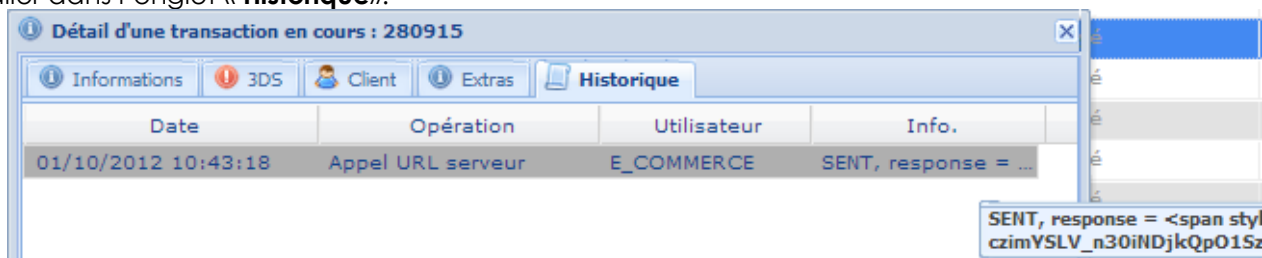 « Historique».
Détail d'une transaction en cours : 280915
Informations 3DS Client Extras Historique
Date Opération Utilisateur Info.
01/10/2012 10:43:18 Appel URL serveur E_COMMERCE SENT, response = ...
é
é
é
é
é
SENT, response = <span styl
czimYSLV_n30iNDjkQpO1Sz